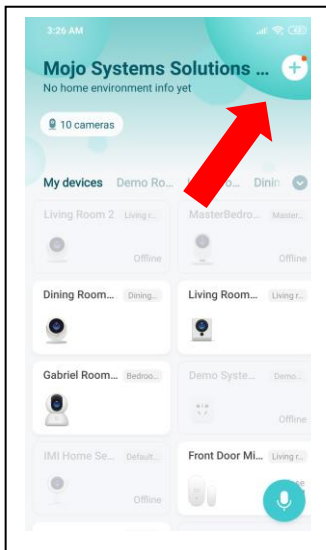 3:26 AM
Mojo Systems Solutions ...
No home environment info yet
10 cameras
My devices Demo Ro... Dinin
Living Room 2 Living r...
Offline
MasterBedro... Master...
Offline
Dining Room... Dining...
Living Room... Living r...
Gabriel Room... Bedroo...
Demo Syste... Demo...
Offline
IMI Home Se... Default...
Offline
Front Door Mi... Living r...